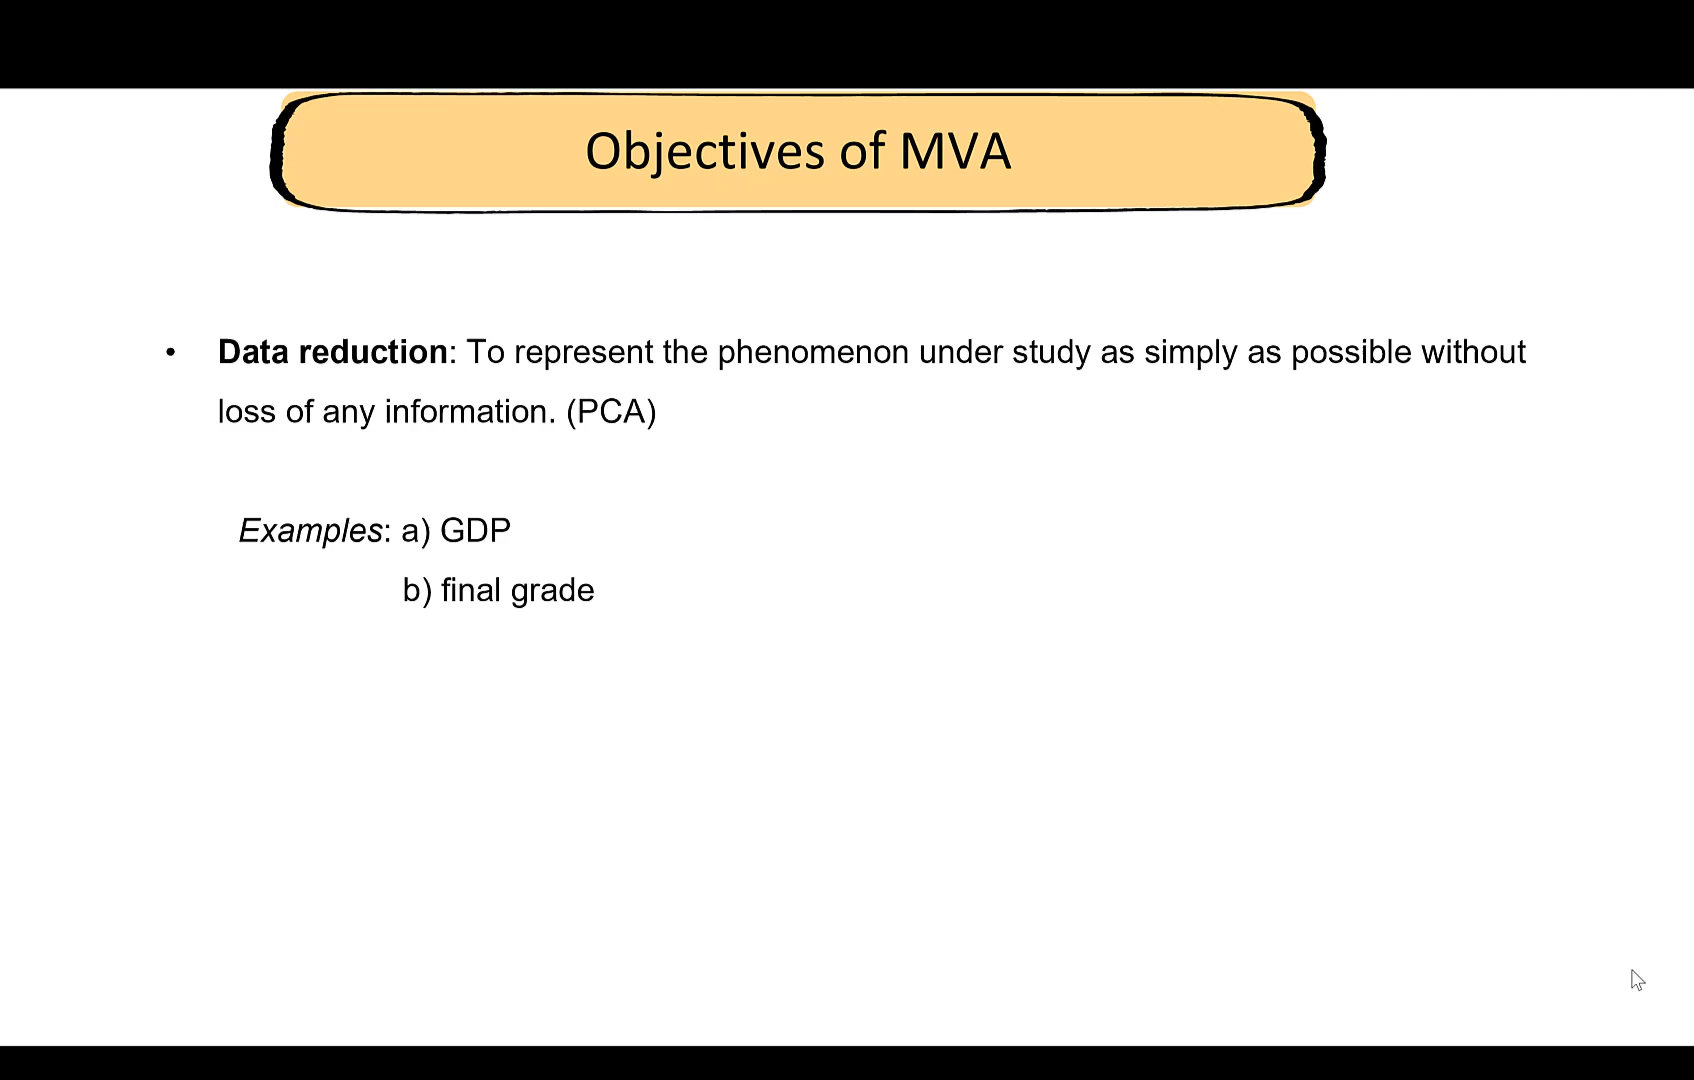 Objectives of MVA
• Data reduction: To represent the phenomenon under study as simply as possible without
loss of any information. (PCA)
Examples: a) GDP
b) final grade